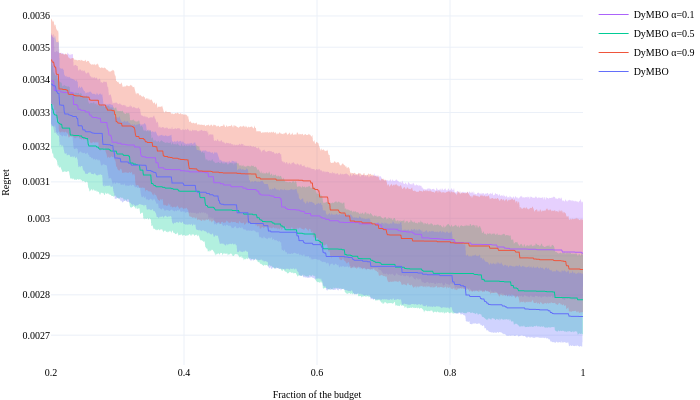 0.0036
0.0035
0.0034
0.0033
0.0032
0.0031
0.003
0.0029
0.0028
0.0027
Regret
0.2 0.4 0.6 0.8 1
Fraction of the budget
DyMBO α=0.1
DyMBO α=0.5
DyMBO α=0.9
DyMBO